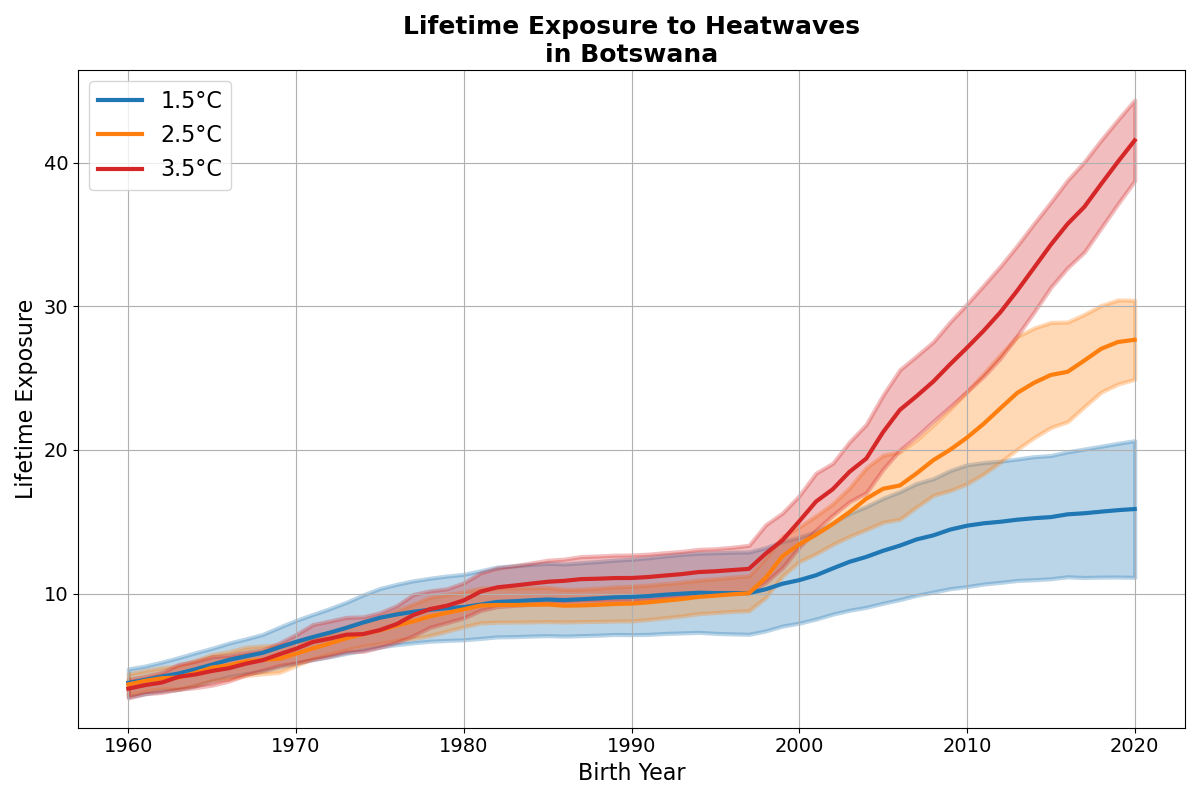 Lifetime Exposure to Heatwaves
in Botswana
1.5°C
2.5°C
3.5°C
Lifetime Exposure
40
30
20
10
1960
1970
1980
1990
2000
2010
2020
Birth Year